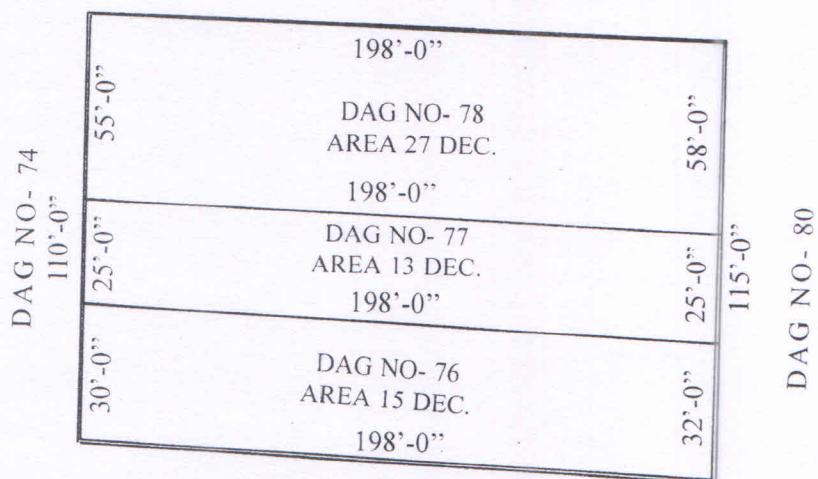 198'-0"
55'-0"
DAG NO- 78
AREA 27 DEC.
58'-0"
198'-0"
DAG NO- 74
110'-0"
25'-0"
DAG NO- 77
AREA 13 DEC.
198'-0"
25'-0"
115'-0"
DAG NO- 80
30'-0"
DAG NO- 76
AREA 15 DEC.
32'-0"
198'-0"